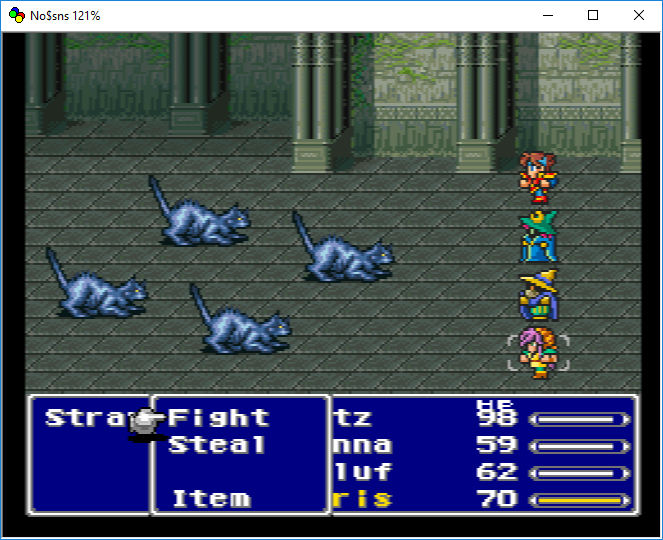 No$sns 121%
Stra Fight tz HP 98
Steal nna 59
luf 62
Item ris 70